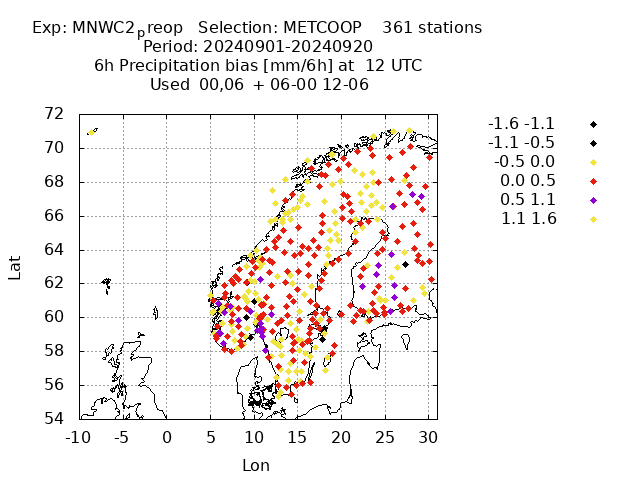 Exp: MNWC2preop   Selection: METCOOP    361 stations
Period: 20240901-20240920
6h Precipitation bias [mm/6h] at  12 UTC
Used  00,06  + 06-00 12-06
72
70
68
66
64
62
60
58
56
54
-10 -5 0 5 10 15 20 25 30
Lat
Lon
-1.6 -1.1
-1.1 -0.5
-0.5 0.0
0.0 0.5
0.5 1.1
1.1 1.6